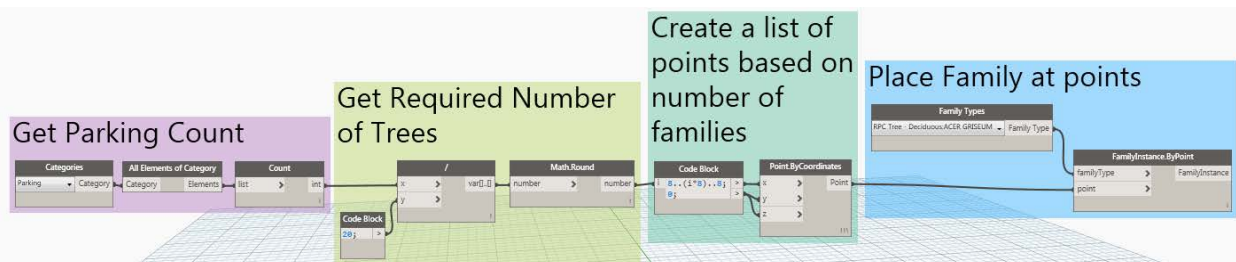 Get Parking Count
Categories
Parking
Category
All Elements of Category
Category
Elements
Count
list
>
int
Get Required Number
of Trees
/
x
>
var[]..[]
y
>
Code Block
20;
>
Math.Round
number
>
number
Create a list of
points based on
number of
families
Code Block
i
8..(i*8)..8;
>
0;
>
Point.ByCoordinates
x
>
Point
y
>
z
>
Place Family at points
Family Types
RPC Tree - Deciduous:ACER GRISEUM
Family Type
FamilyInstance.ByPoint
familyType
>
FamilyInstance
point
>